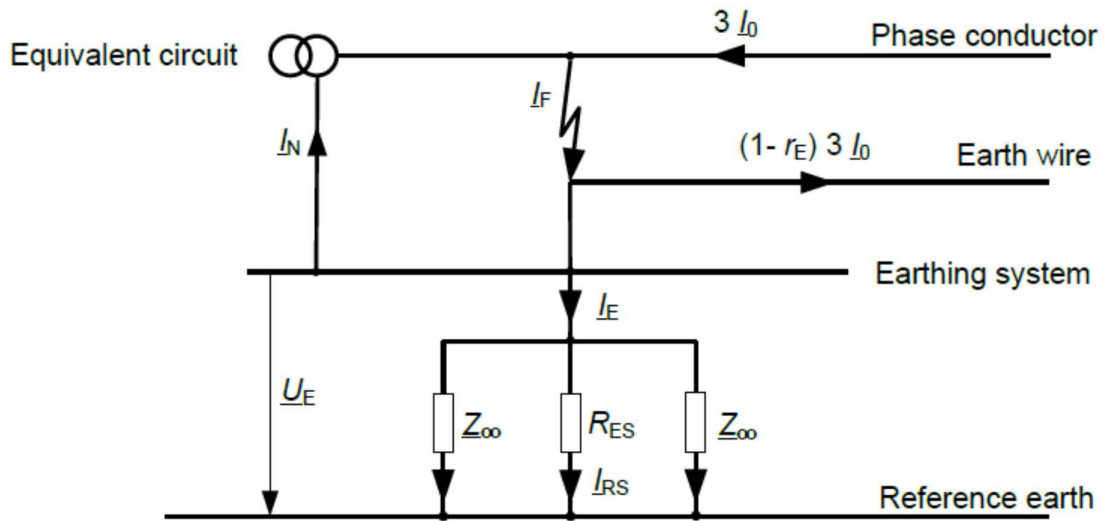 3 I0
Phase conductor
Equivalent circuit
IF
IN
(1- rE) 3 I0
Earth wire
Earthing system
IE
UE
Z∞
RES
Z∞
IRS
Reference earth